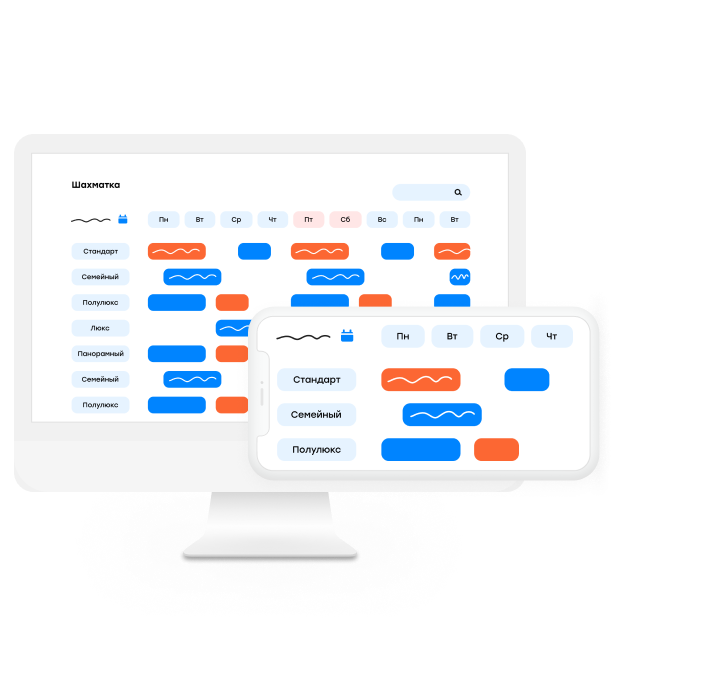 Шахматка
Пн Вт Ср Чт Пт Сб Вс Пн Вт
Стандарт
Семейный
Полулюкс
Люкс
Панорамный
Семейный
Полулюкс
Пн Вт Ср Чт
Стандарт
Семейный
Полулюкс